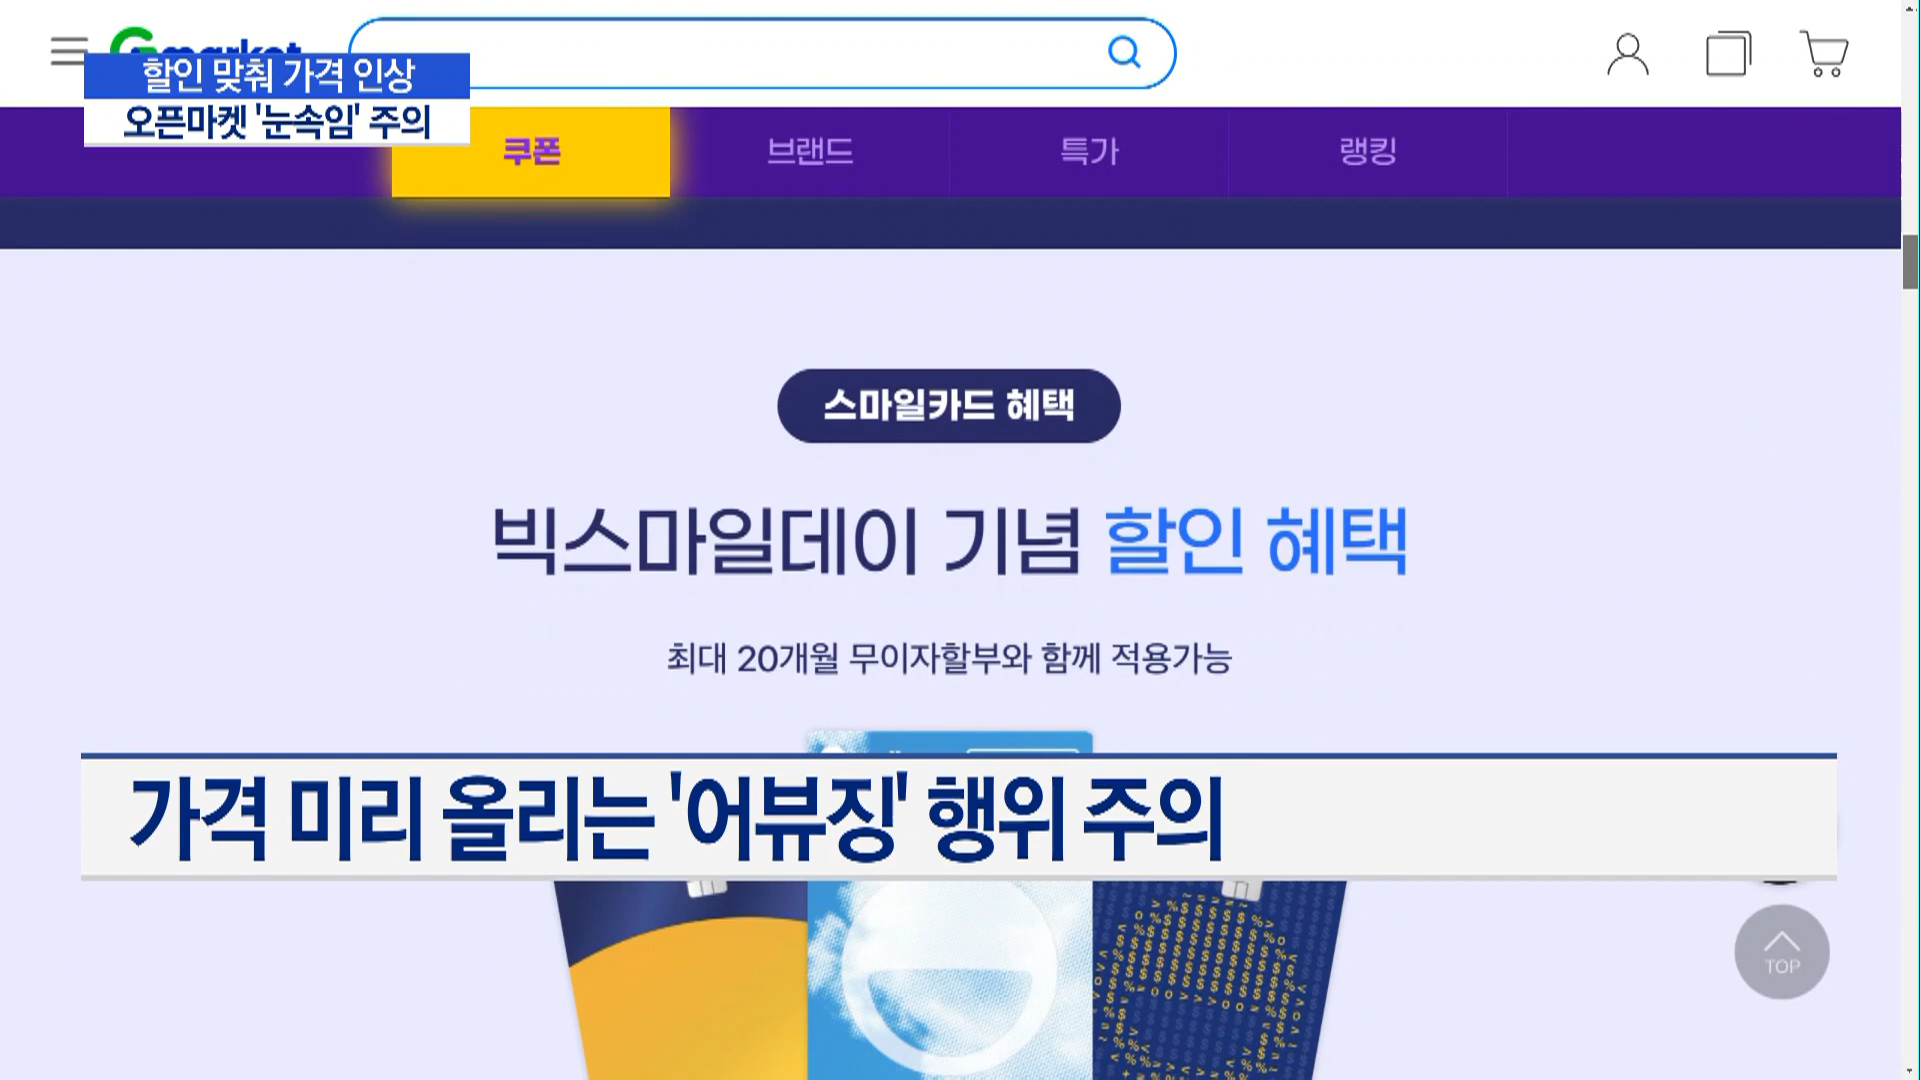 Gmarket
할인 맞춰 가격 인상
오픈마켓 '눈속임' 주의
쿠폰
브랜드
특가
랭킹
스마일카드 혜택
빅스마일데이 기념 할인 혜택
최대 20개월 무이자할부와 함께 적용가능
가격 미리 올리는 '어뷰징' 행위 주의
TOP